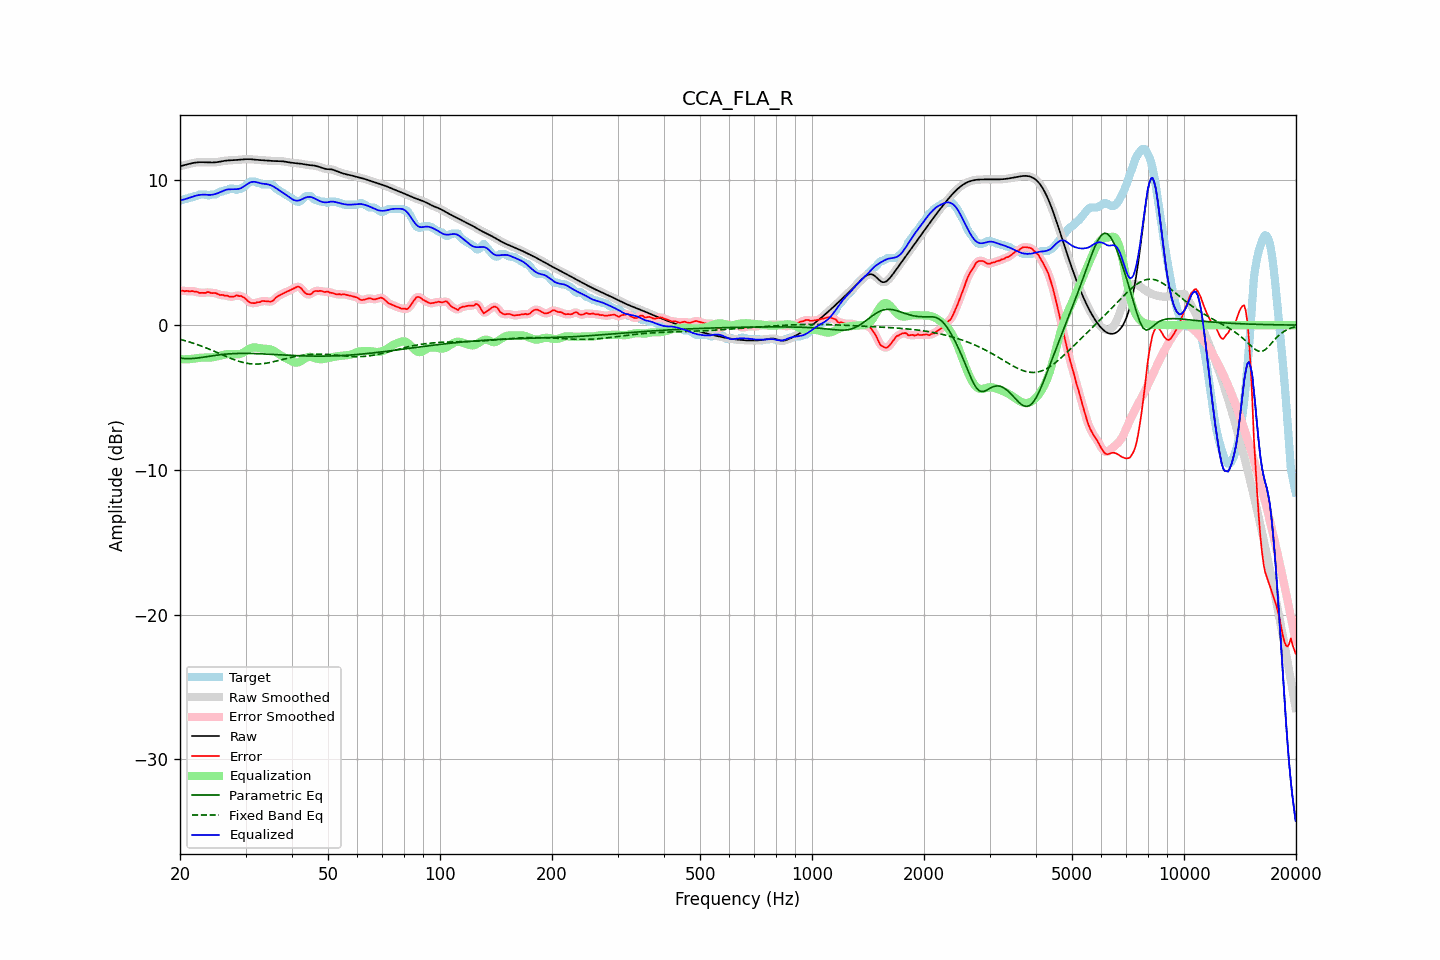 CCA_FLA_R
Amplitude (dBr)
10
0
−10
−20
−30
Target
Raw Smoothed
Error Smoothed
Raw
Error
Equalization
Parametric Eq
Fixed Band Eq
Equalized
20 50 100 200 500 1000 2000 5000 10000 20000
Frequency (Hz)